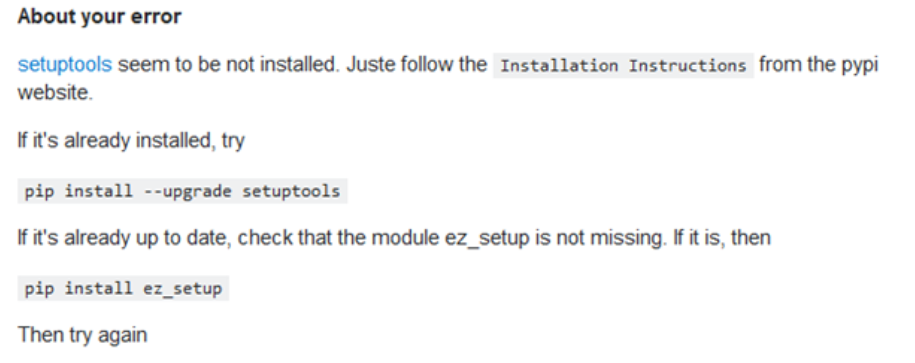 About your error
setuptools seem to be not installed. Juste follow the Installation Instructions from the pypi
website.
If it's already installed, try
pip install --upgrade setuptools
If it's already up to date, check that the module ez_setup is not missing. If it is, then
pip install ez_setup
Then try again